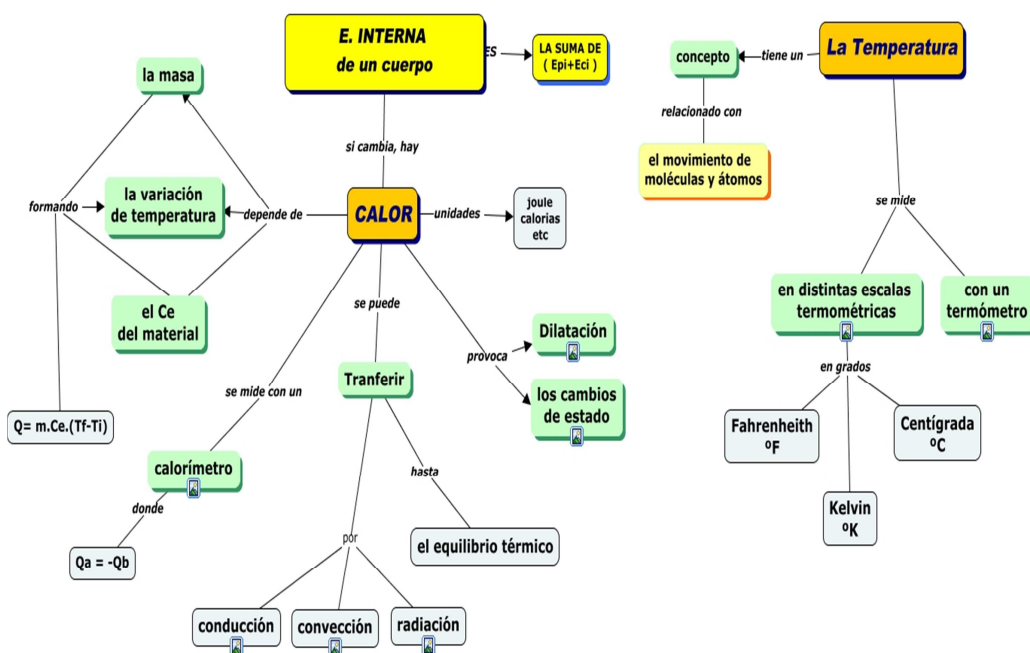 E. INTERNA
de un cuerpo
ES
LA SUMA DE
( Epi+Eci )
si cambia, hay
CALOR
unidades
joule
calorias
etc
depende de
la masa
la variación
de temperatura
el Ce
del material
formando
Q= m.Ce.(Tf-Ti)
se mide con un
calorímetro
donde
Qa = -Qb
se puede
Tranferir
por
conducción
convección
radiación
hasta
el equilibrio térmico
provoca
Dilatación
los cambios
de estado
La Temperatura
tiene un
concepto
relacionado con
el movimiento de
moléculas y átomos
se mide
en distintas escalas
termométricas
con un
termómetro
en grados
Fahrenheith
ºF
Kelvin
ºK
Centígrada
ºC